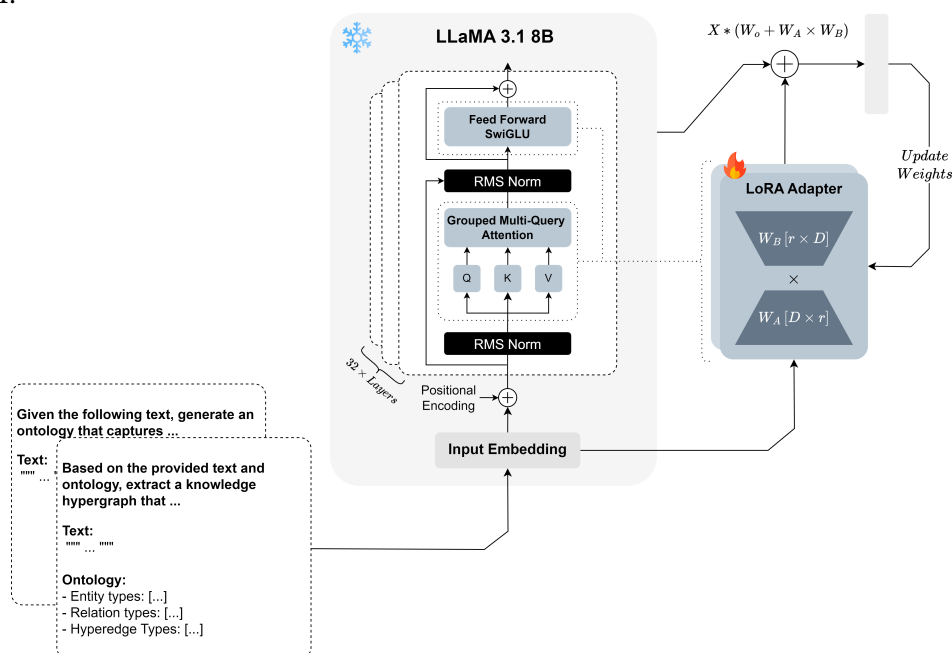 LLaMA 3.1 8B
Feed Forward
SwiGLU
RMS Norm
Grouped Multi-Query
Attention
Q
K
V
RMS Norm
32 × Layers
Positional
Encoding
Input Embedding
X ∗ (W_o + W_A × W_B)
Update
Weights
LoRA Adapter
W_B [r × D]
×
W_A [D × r]
Given the following text, generate an
ontology that captures ...
Text:
""" ... "
Based on the provided text and
ontology, extract a knowledge
hypergraph that ...
Text:
""" ... """
Ontology:
- Entity types: [...]
- Relation types: [...]
- Hyperedge Types: [...]